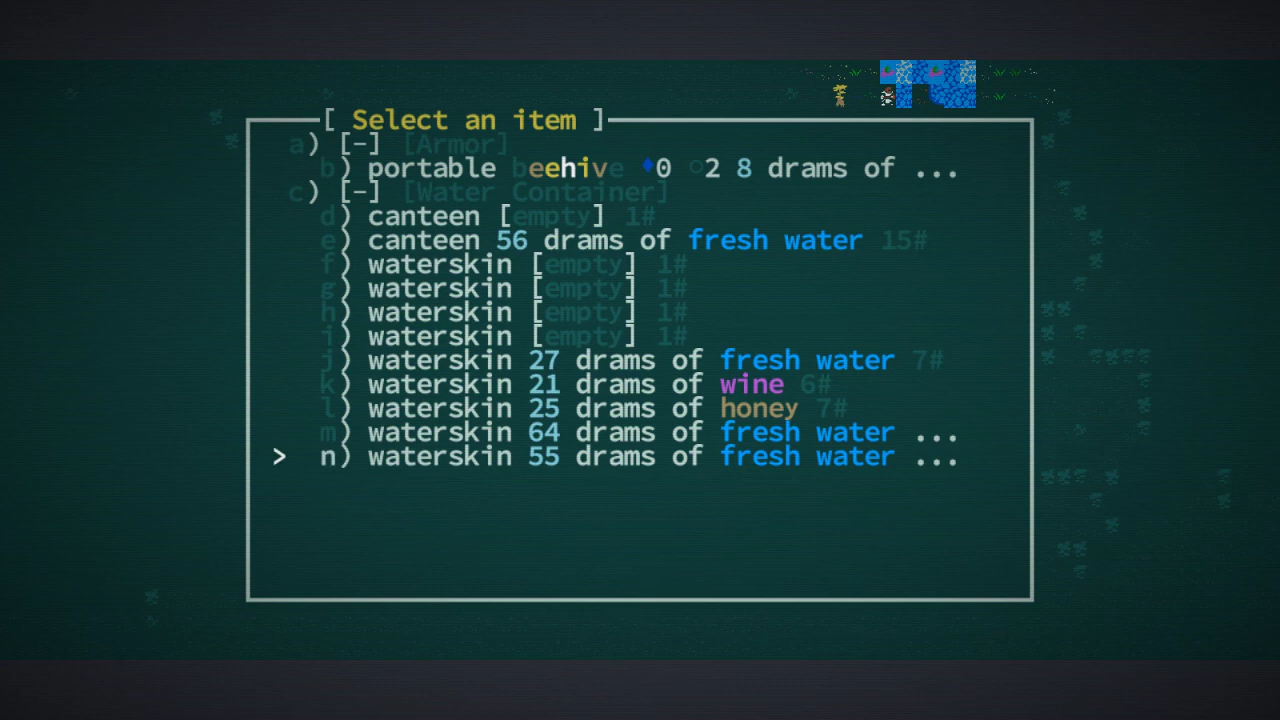 [ Select an item ]
a) [-] [Armor]
b) portable beehive ♦0 ○2 8 drams of ...
c) [-] [Water Container]
d) canteen [empty] 1#
e) canteen 56 drams of fresh water 15#
f) waterskin [empty] 1#
g) waterskin [empty] 1#
h) waterskin [empty] 1#
i) waterskin [empty] 1#
j) waterskin 27 drams of fresh water 7#
k) waterskin 21 drams of wine 6#
l) waterskin 25 drams of honey 7#
m) waterskin 64 drams of fresh water ...
> n) waterskin 55 drams of fresh water ...